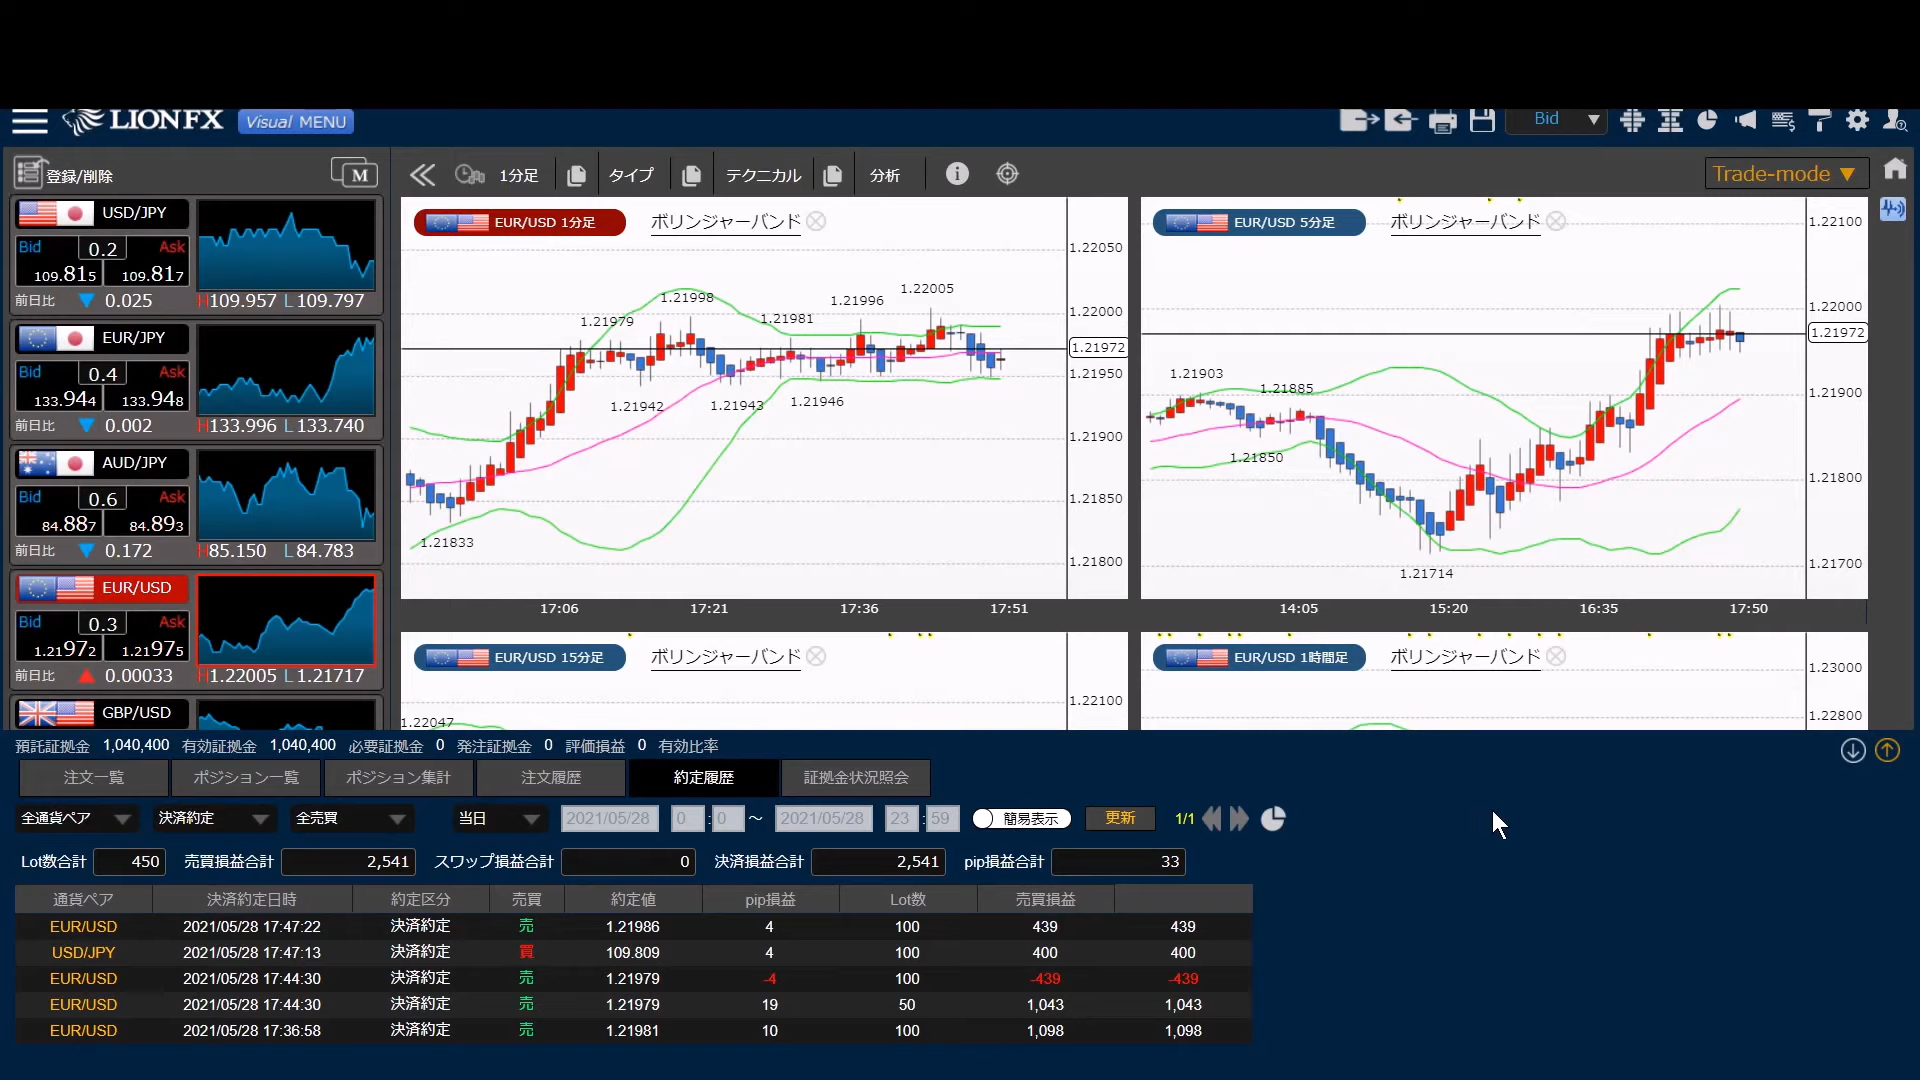 LION FX Visual MENU
Bid
登録/削除
M
1分足 タイプ テクニカル 分析
Trade-mode
USD/JPY
Bid 0.2 Ask
109.815 109.817
前日比 0.025 H109.957 L109.797
EUR/JPY
Bid 0.4 Ask
133.944 133.948
前日比 0.002 H133.996 L133.740
AUD/JPY
Bid 0.6 Ask
84.887 84.893
前日比 0.172 H85.150 L84.783
EUR/USD
Bid 0.3 Ask
1.21972 1.21975
前日比 0.00033 H1.22005 L1.21717
GBP/USD
EUR/USD 1分足 ボリンジャーバンド
1.22050
1.22000
1.21972
1.21950
1.21900
1.21850
1.21800
1.21998
1.21979
1.21981
1.21996
1.22005
1.21942
1.21943
1.21946
1.21833
17:06 17:21 17:36 17:51
EUR/USD 5分足 ボリンジャーバンド
1.22100
1.22000
1.21972
1.21900
1.21800
1.21700
1.21903
1.21885
1.21850
1.21714
14:05 15:20 16:35 17:50
EUR/USD 15分足 ボリンジャーバンド
1.22100
1.22047
EUR/USD 1時間足 ボリンジャーバンド
1.23000
1.22800
預託証拠金 1,040,400 有効証拠金 1,040,400 必要証拠金 0 発注証拠金 0 評価損益 0 有効比率
注文一覧 ポジション一覧 ポジション集計 注文履歴 約定履歴 証拠金状況照会
全通貨ペア 決済約定 全売買 当日 2021/05/28 0 : 0 ～ 2021/05/28 23 : 59 簡易表示 更新 1/1
Lot数合計 450 売買損益合計 2,541 スワップ損益合計 0 決済損益合計 2,541 pip損益合計 33
通貨ペア 決済約定日時 約定区分 売買 約定値 pip損益 Lot数 売買損益
EUR/USD 2021/05/28 17:47:22 決済約定 売 1.21986 4 100 439 439
USD/JPY 2021/05/28 17:47:13 決済約定 買 109.809 4 100 400 400
EUR/USD 2021/05/28 17:44:30 決済約定 売 1.21979 -4 100 -439 -439
EUR/USD 2021/05/28 17:44:30 決済約定 売 1.21979 19 50 1,043 1,043
EUR/USD 2021/05/28 17:36:58 決済約定 売 1.21981 10 100 1,098 1,098